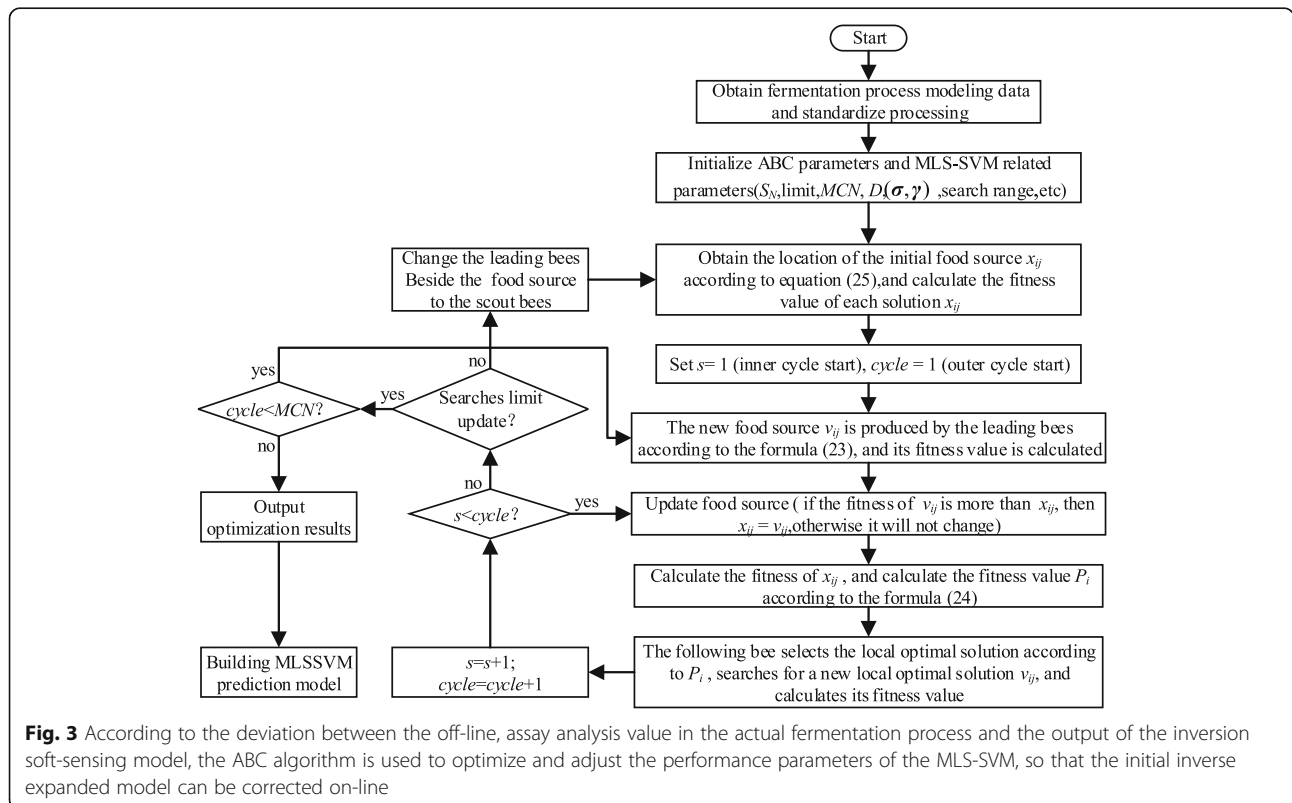 Start
Obtain fermentation process modeling data
and standardize processing
Initialize ABC parameters and MLS-SVM related
parameters(S_N,limit,MCN, D,(σ,γ) ,search range,etc)
Change the leading bees
Beside the food source
to the scout bees
Obtain the location of the initial food source x_ij
according to equation (25),and calculate the fitness
value of each solution x_ij
Set s= 1 (inner cycle start), cycle = 1 (outer cycle start)
no
yes
yes
cycle<MCN?
Searches limit
update?
no
The new food source v_ij is produced by the leading bees
according to the formula (23), and its fitness value is calculated
no
yes
s<cycle?
Update food source ( if the fitness of v_ij is more than x_ij, then
x_ij = v_ij,otherwise it will not change)
Output
optimization results
Calculate the fitness of x_ij , and calculate the fitness value P_i
according to the formula (24)
The following bee selects the local optimal solution according
to P_i , searches for a new local optimal solution v_ij, and
calculates its fitness value
s=s+1;
cycle=cycle+1
Building MLSSVM
prediction model
Fig. 3 According to the deviation between the off-line, assay analysis value in the actual fermentation process and the output of the inversion
soft-sensing model, the ABC algorithm is used to optimize and adjust the performance parameters of the MLS-SVM, so that the initial inverse
expanded model can be corrected on-line